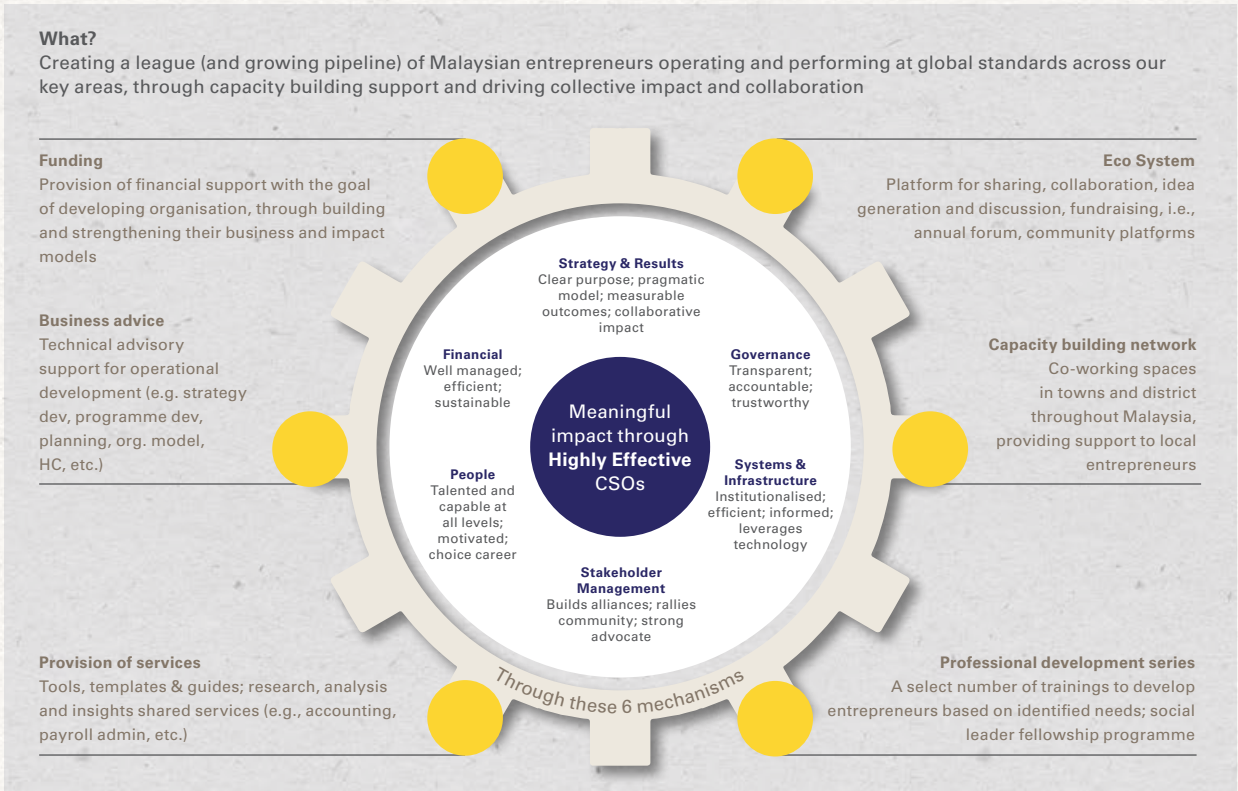 What?
Creating a league (and growing pipeline) of Malaysian entrepreneurs operating and performing at global standards across our
key areas, through capacity building support and driving collective impact and collaboration
Funding
Provision of financial support with the goal
of developing organisation, through building
and strengthening their business and impact
models
Business advice
Technical advisory
support for operational
development (e.g. strategy
dev, programme dev,
planning, org. model,
HC, etc.)
Provision of services
Tools, templates & guides; research, analysis
and insights shared services (e.g., accounting,
payroll admin, etc.)
Eco System
Platform for sharing, collaboration, idea
generation and discussion, fundraising, i.e.,
annual forum, community platforms
Capacity building network
Co-working spaces
in towns and district
throughout Malaysia,
providing support to local
entrepreneurs
Professional development series
A select number of trainings to develop
entrepreneurs based on identified needs; social
leader fellowship programme
Strategy & Results
Clear purpose; pragmatic
model; measurable
outcomes; collaborative
impact
Financial
Well managed;
efficient;
sustainable
Governance
Transparent;
accountable;
trustworthy
Meaningful
impact through
Highly Effective
CSOs
People
Talented and
capable at
all levels;
motivated;
choice career
Systems &
Infrastructure
Institutionalised;
efficient; informed;
leverages
technology
Stakeholder
Management
Builds alliances; rallies
community; strong
advocate
Through these 6 mechanisms